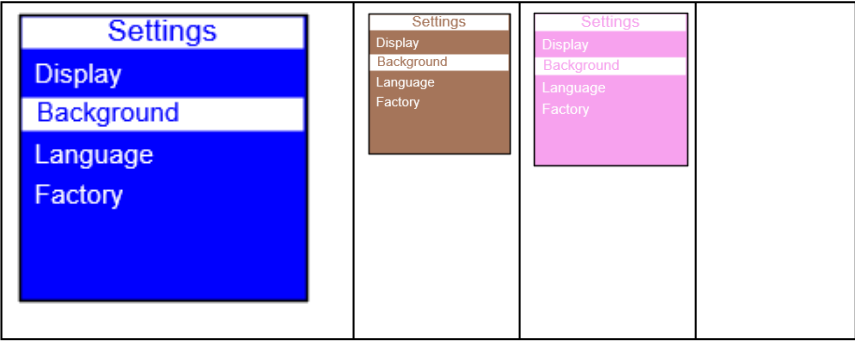 Settings
Display
Background
Language
Factory
Settings
Display
Background
Language
Factory
Settings
Display
Background
Language
Factory